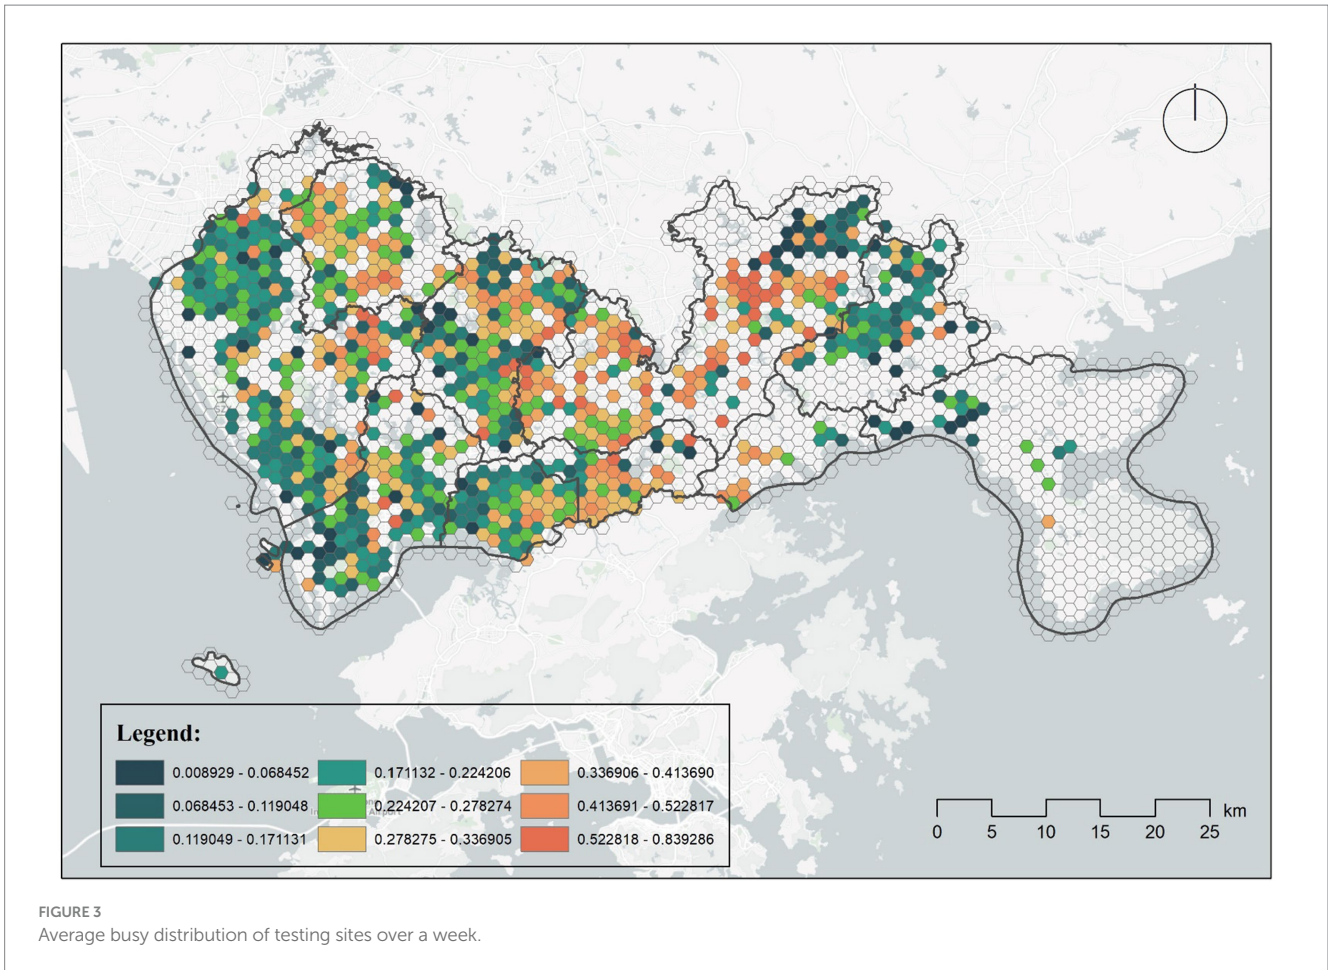 Legend:
0.008929 - 0.068452
0.171132 - 0.224206
0.336906 - 0.413690
0.068453 - 0.119048
0.224207 - 0.278274
0.413691 - 0.522817
0.119049 - 0.171131
0.278275 - 0.336905
0.522818 - 0.839286
km
0 5 10 15 20 25
FIGURE 3
Average busy distribution of testing sites over a week.